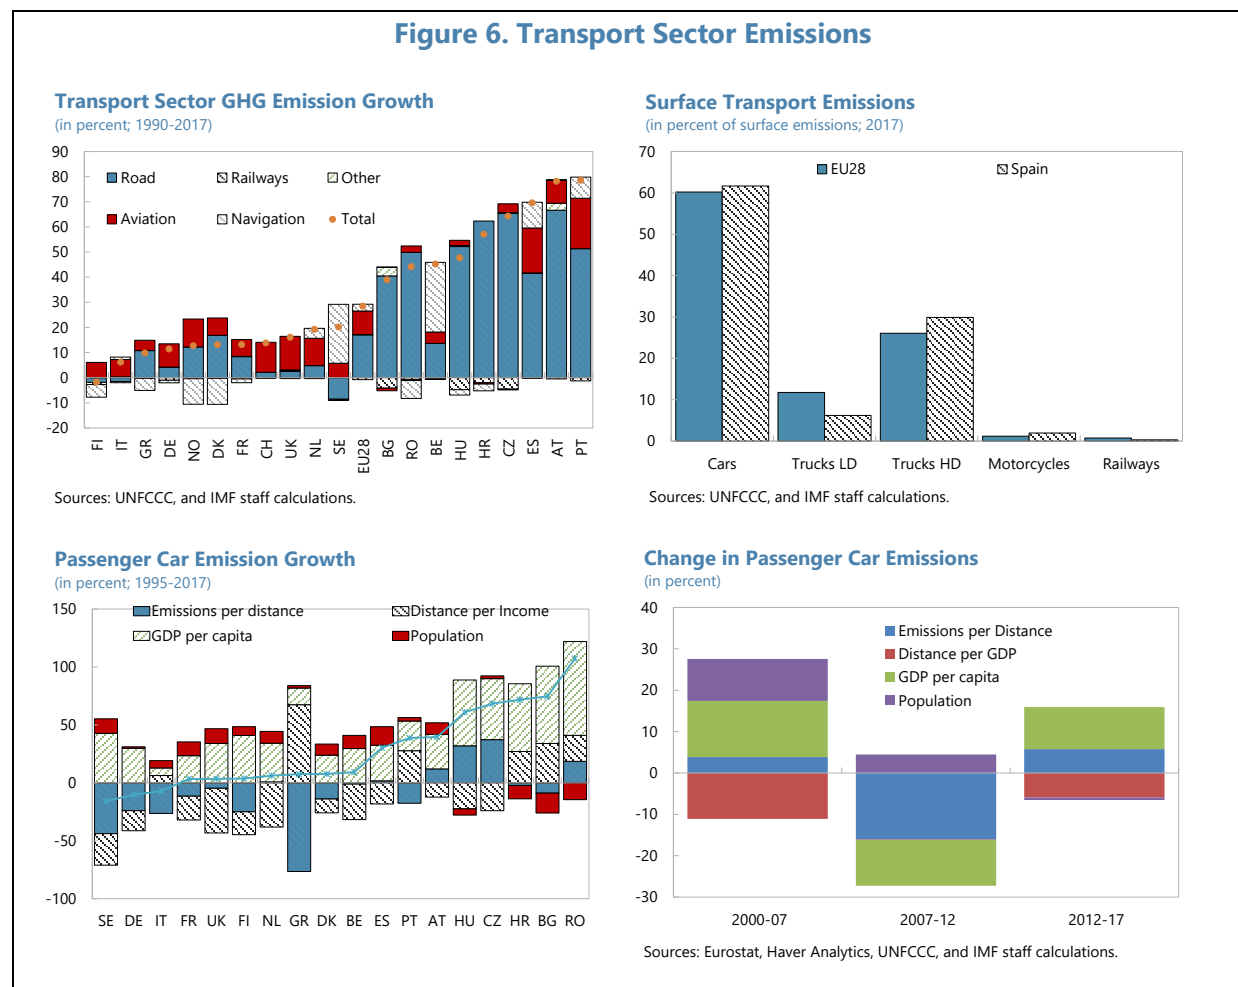 Figure 6. Transport Sector Emissions
Transport Sector GHG Emission Growth
(in percent; 1990-2017)
90
80
70
60
50
40
30
20
10
0
-10
-20
Road
Railways
Other
Aviation
Navigation
Total
FI
IT
GR
DE
NO
DK
FR
CH
UK
NL
SE
EU28
BG
RO
BE
HU
HR
CZ
ES
AT
PT
Sources: UNFCCC, and IMF staff calculations.
Surface Transport Emissions
(in percent of surface emissions; 2017)
70
60
50
40
30
20
10
0
EU28
Spain
Cars
Trucks LD
Trucks HD
Motorcycles
Railways
Sources: UNFCCC, and IMF staff calculations.
Passenger Car Emission Growth
(in percent; 1995-2017)
150
100
50
0
-50
-100
Emissions per distance
Distance per Income
GDP per capita
Population
SE
DE
IT
FR
UK
FI
NL
GR
DK
BE
ES
PT
AT
HU
CZ
HR
BG
RO
Change in Passenger Car Emissions
(in percent)
40
30
20
10
0
-10
-20
-30
Emissions per Distance
Distance per GDP
GDP per capita
Population
2000-07
2007-12
2012-17
Sources: Eurostat, Haver Analytics, UNFCCC, and IMF staff calculations.